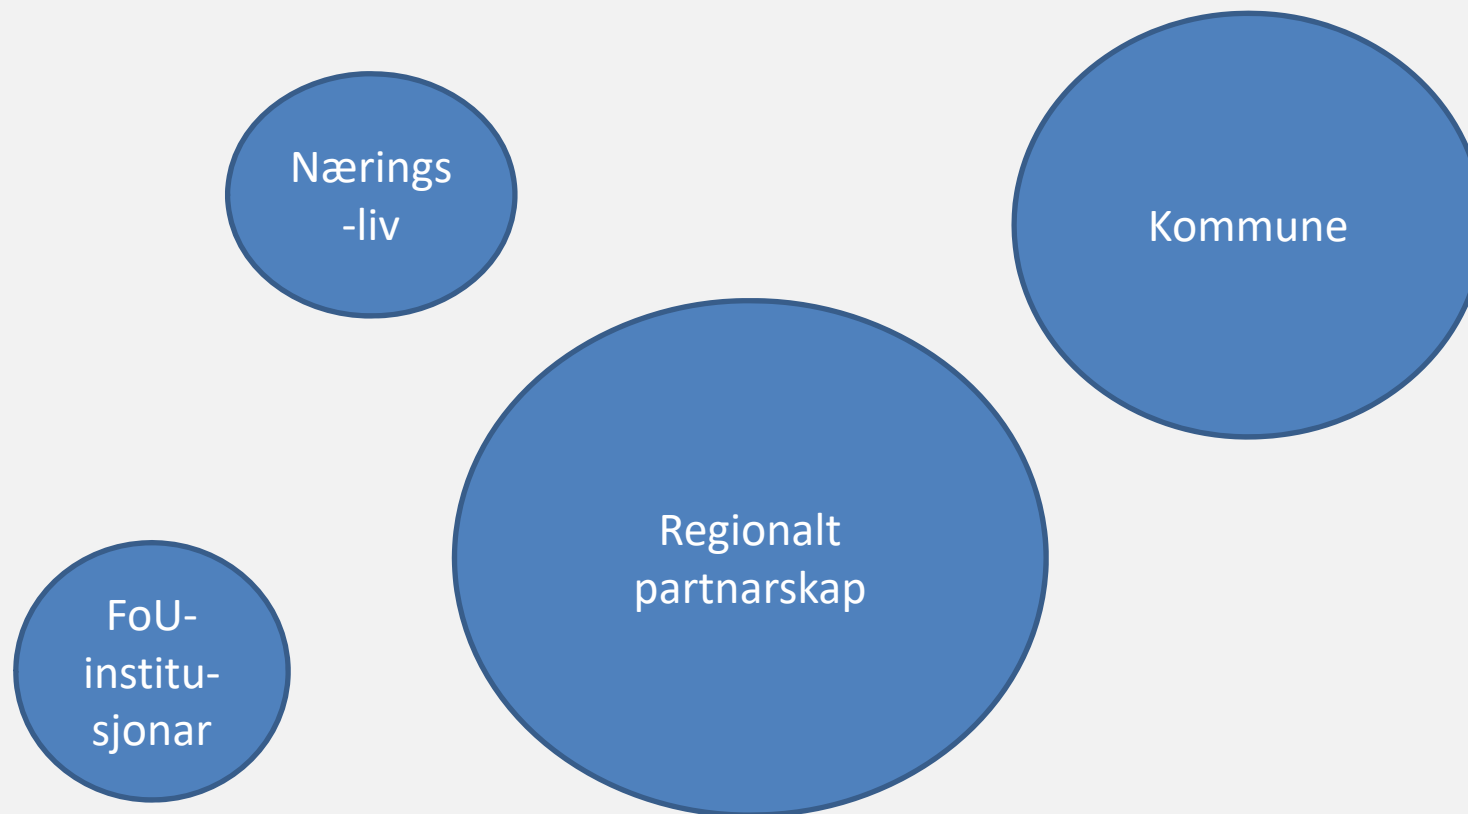 Nærings
-liv
Kommune
Regionalt
partnarskap
FoU-
institu-
sjonar